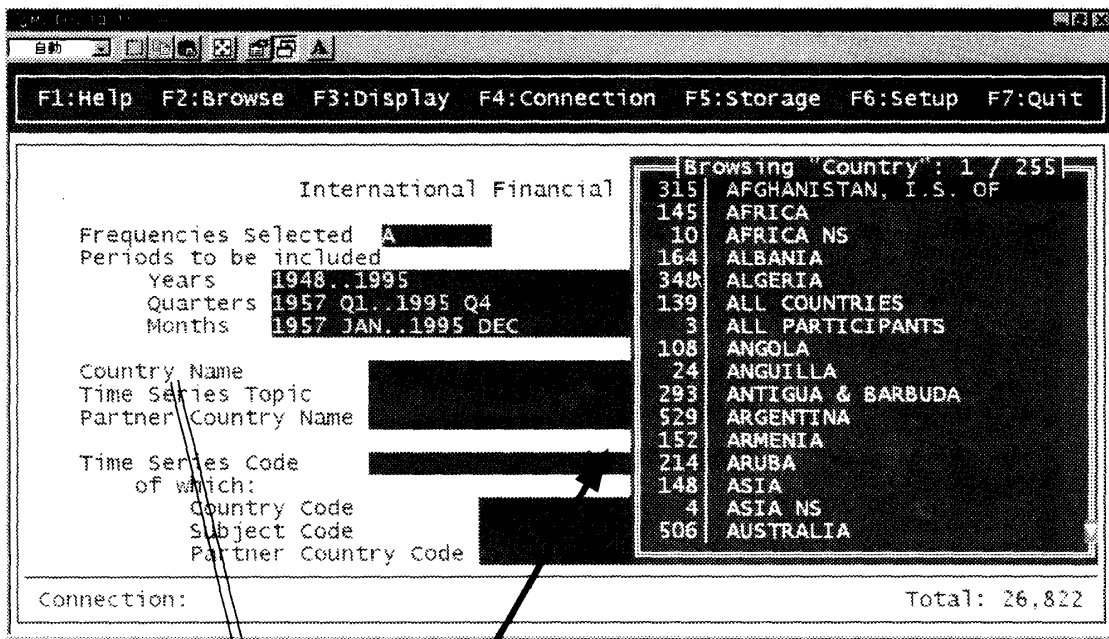 自動
A
F1:Help F2:Browse F3:Display F4:Connection F5:Storage F6:Setup F7:Quit
International Financial
Frequencies Selected A
Periods to be included
Years 1948..1995
Quarters 1957 Q1..1995 Q4
Months 1957 JAN..1995 DEC
Country Name
Time Series Topic
Partner Country Name
Time Series Code
of which:
Country Code
Subject Code
Partner Country Code
Browsing "Country": 1 / 255
315 AFGHANISTAN, I.S. OF
145 AFRICA
10 AFRICA NS
164 ALBANIA
348 ALGERIA
139 ALL COUNTRIES
3 ALL PARTICIPANTS
108 ANGOLA
24 ANGUILLA
293 ANTIGUA & BARBUDA
529 ARGENTINA
152 ARMENIA
214 ARUBA
148 ASIA
4 ASIA NS
506 AUSTRALIA
Connection: Total: 26,822